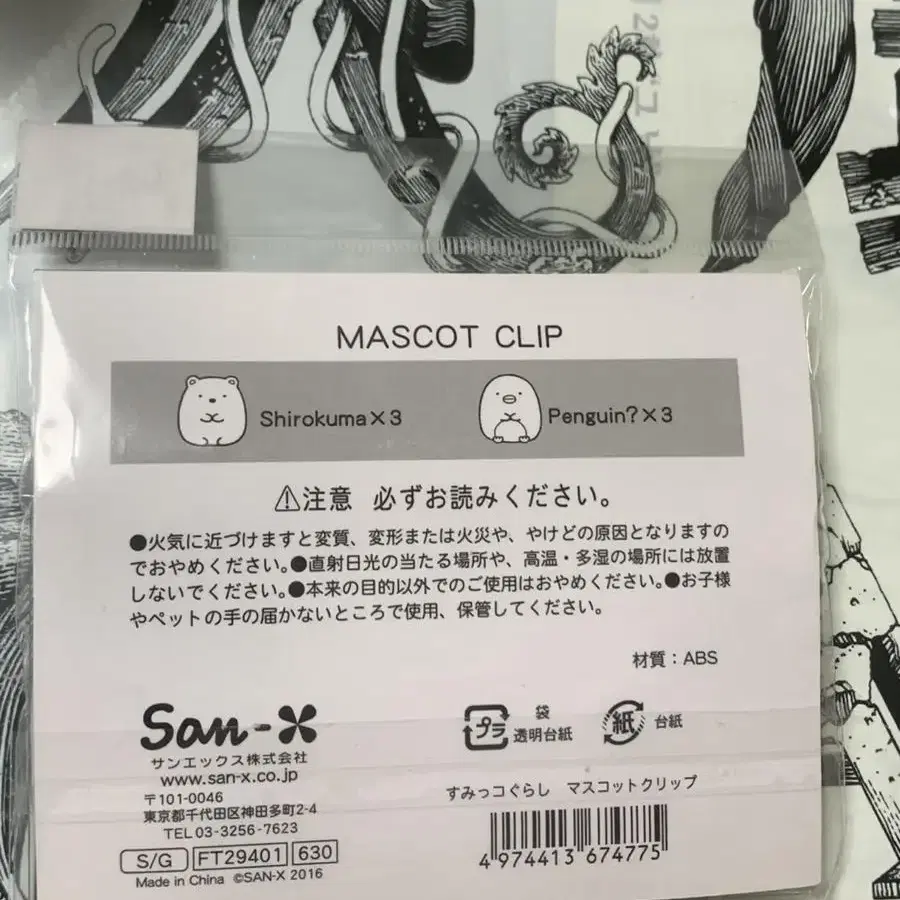 MASCOT CLIP
Shirokuma×3 Penguin?×3
⚠注意 必ずお読みください。
●火気に近づけますと変質、変形または火災や、やけどの原因となりますの
でおやめください。●直射日光の当たる場所や、高温・多湿の場所には放置
しないでください。●本来の目的以外でのご使用はおやめください。●お子様
やペットの手の届かないところで使用、保管してください。
材質：ABS
San-X
サンエックス株式会社
www.san-x.co.jp
〒101-0046
東京都千代田区神田多町2-4
TEL 03-3256-7623
S/G FT29401 630
Made in China ©SAN-X 2016
プラ 袋
透明台紙
紙 台紙
すみっコぐらし マスコットクリップ
4974413 674775